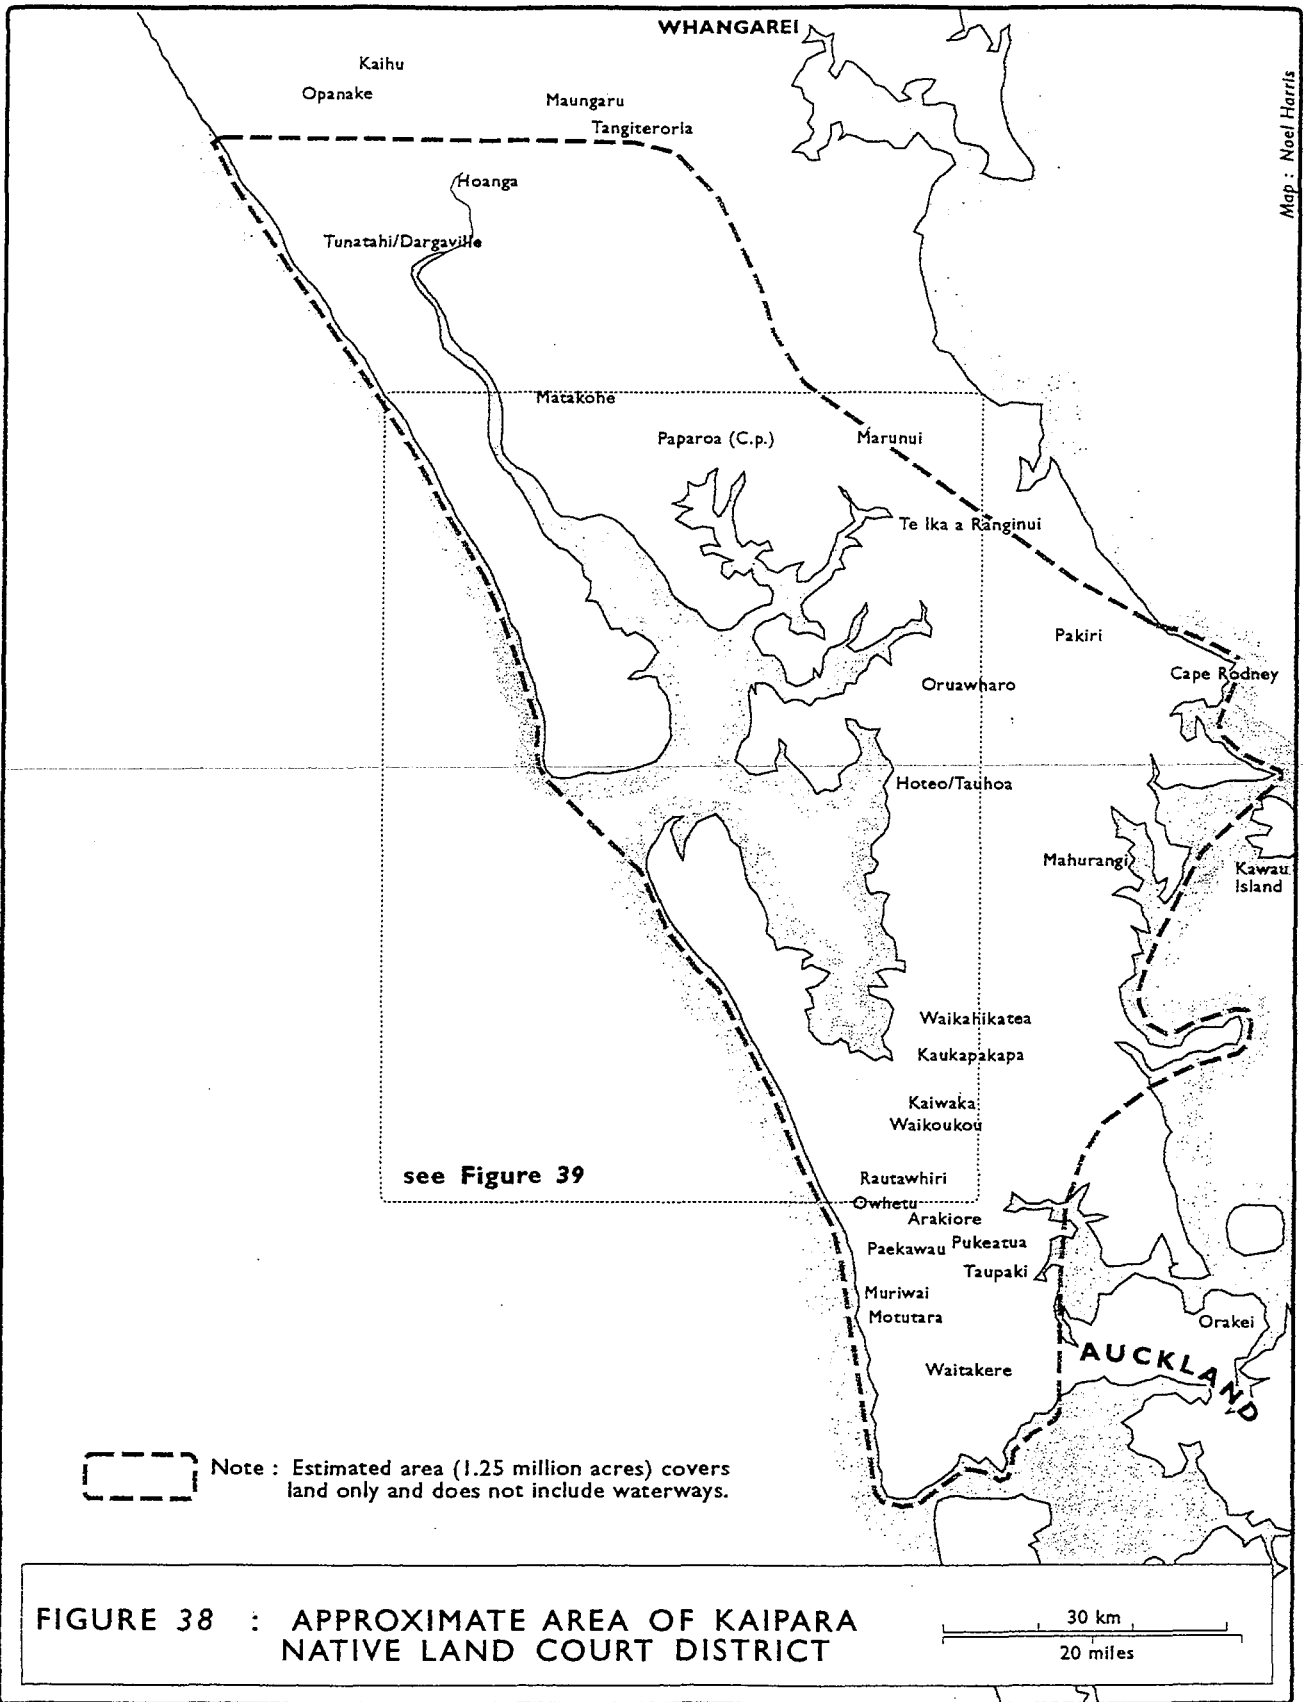 WHANGAREI
Map : Noel Harris
Kaihu
Opanake
Maungaru
Tangiteroria
Hoanga
Tunatahi/Dargaville
Matakohe
Paparoa (C.p.)
Marunui
Te Ika a Ranginui
Pakiri
Cape Rodney
Oruawharo
Hoteo/Tauhoa
Mahurangi
Kawau
Island
Waikahikatea
Kaukapakapa
Kaiwaka
Waikoukou
see Figure 39
Rautawhiri
Owhetu
Arakiore
Paekawau
Pukeatua
Taupaki
Muriwai
Motutara
Orakei
AUCKLAND
Waitakere
Note : Estimated area (1.25 million acres) covers
land only and does not include waterways.
FIGURE 38 : APPROXIMATE AREA OF KAIPARA
NATIVE LAND COURT DISTRICT
30 km
20 miles